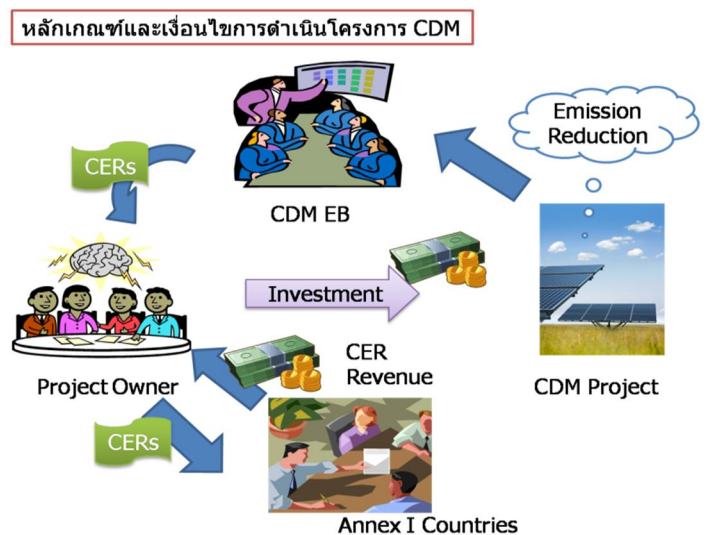 หลักเกณฑ์และเงื่อนไขการดำเนินโครงการ CDM
Emission
Reduction
CERs
CDM EB
Investment
CER
Revenue
Project Owner
CDM Project
CERs
Annex I Countries